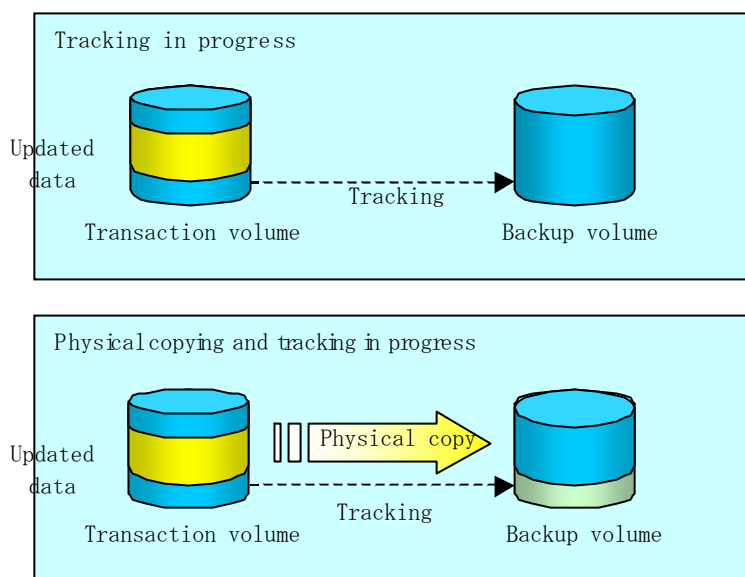 Tracking in progress
Updated
data
Tracking
Transaction volume
Backup volume
Physical copying and tracking in progress
Physical copy
Updated
data
Tracking
Transaction volume
Backup volume